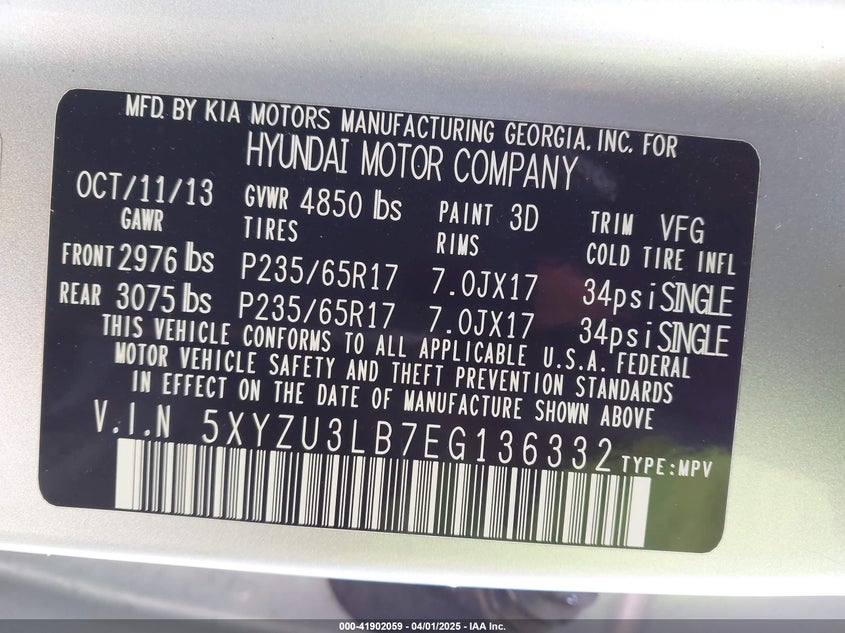 MFD. BY KIA MOTORS MANUFACTURING GEORGIA, INC. FOR
HYUNDAI MOTOR COMPANY
OCT/11/13 GVWR 4850 lbs PAINT 3D TRIM VFG
GAWR TIRES RIMS COLD TIRE INFL
FRONT 2976 lbs P235/65R17 7.0JX17 34psi SINGLE
REAR 3075 lbs P235/65R17 7.0JX17 34psi SINGLE
THIS VEHICLE CONFORMS TO ALL APPLICABLE U.S.A. FEDERAL
MOTOR VEHICLE SAFETY AND THEFT PREVENTION STANDARDS
IN EFFECT ON THE DATE OF MANUFACTURE SHOWN ABOVE
V.I.N 5XYZU3LB7EG136332 TYPE:MPV
000-41902059 | 04/01/2025 | IAA Inc.